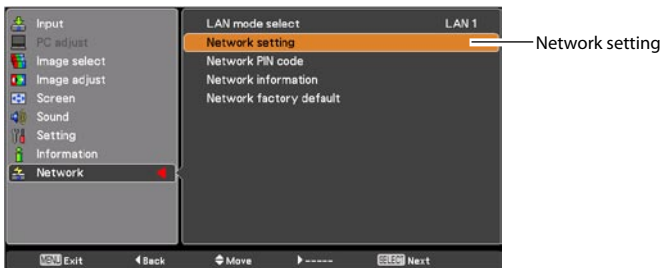 Input
PC adjust
Image select
Image adjust
Screen
Sound
Setting
Information
Network
LAN mode select LAN 1
Network setting
Network PIN code
Network information
Network factory default
Network setting
MENU Exit ◀Back ◆Move ▶----- SELECT Next